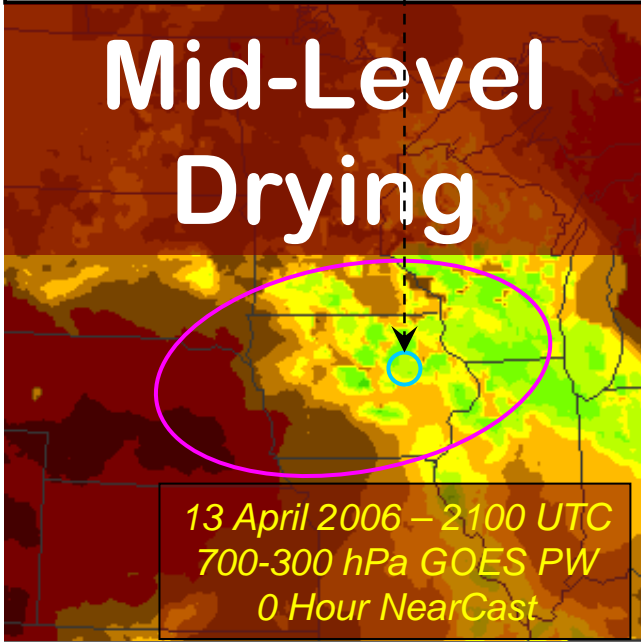 Mid-Level
Drying
13 April 2006 – 2100 UTC
700-300 hPa GOES PW
0 Hour NearCast